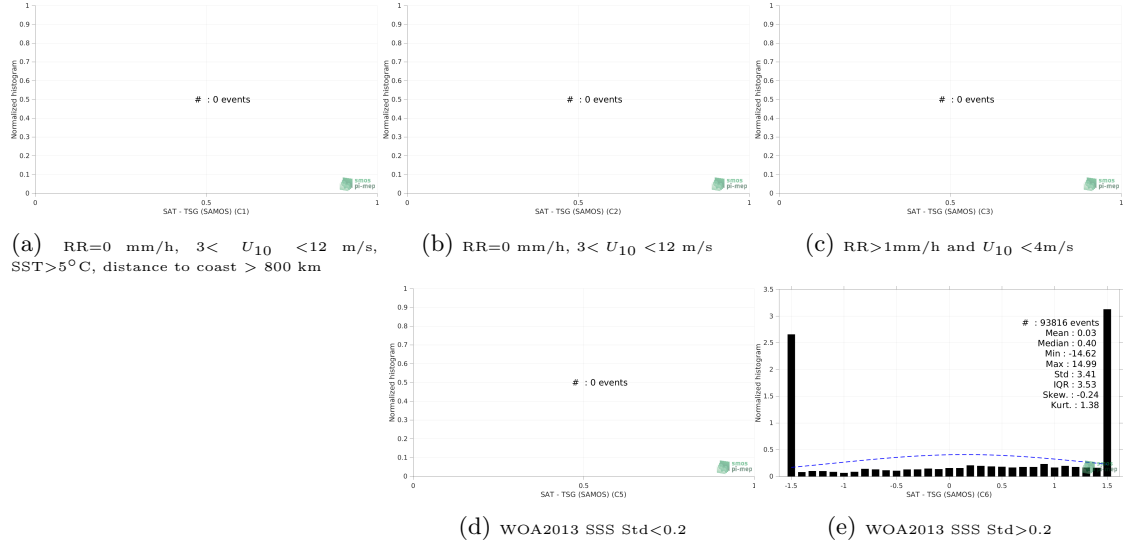 1
0.9
0.8
0.7
0.6
0.5
0.4
0.3
0.2
0.1
0
Normalized histogram
# : 0 events
smos
pi-mep
0 0.5 1
SAT - TSG (SAMOS) (C1)
(a) RR=0 mm/h, 3< U10 <12 m/s,
SST>5°C, distance to coast > 800 km
1
0.9
0.8
0.7
0.6
0.5
0.4
0.3
0.2
0.1
0
Normalized histogram
# : 0 events
smos
pi-mep
0 0.5 1
SAT - TSG (SAMOS) (C2)
(b) RR=0 mm/h, 3< U10 <12 m/s
1
0.9
0.8
0.7
0.6
0.5
0.4
0.3
0.2
0.1
0
Normalized histogram
# : 0 events
smos
pi-mep
0 0.5 1
SAT - TSG (SAMOS) (C3)
(c) RR>1mm/h and U10 <4m/s
1
0.9
0.8
0.7
0.6
0.5
0.4
0.3
0.2
0.1
0
Normalized histogram
# : 0 events
smos
pi-mep
0 0.5 1
SAT - TSG (SAMOS) (C5)
(d) WOA2013 SSS Std<0.2
3.5
3
2.5
2
1.5
1
0.5
0
Normalized histogram
# : 93816 events
Mean : 0.03
Median : 0.40
Min : -14.62
Max : 14.99
Std : 3.41
IQR : 3.53
Skew. : -0.24
Kurt. : 1.38
smos
pi-mep
-1.5 -1 -0.5 0 0.5 1 1.5
SAT - TSG (SAMOS) (C6)
(e) WOA2013 SSS Std>0.2